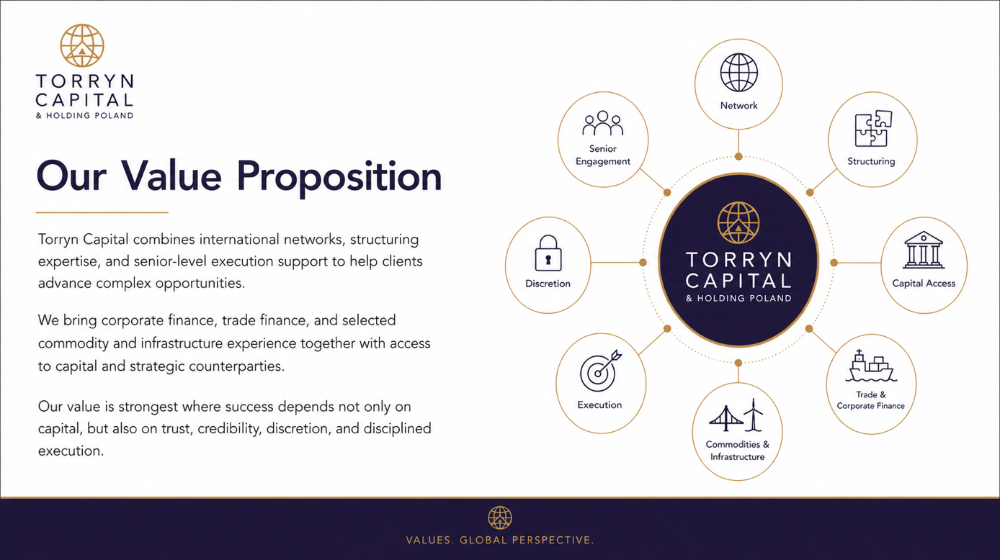 TORRYN
CAPITAL
& HOLDING POLAND
Our Value Proposition
Torryn Capital combines international networks, structuring
expertise, and senior-level execution support to help clients
advance complex opportunities.
We bring corporate finance, trade finance, and selected
commodity and infrastructure experience together with access
to capital and strategic counterparties.
Our value is strongest where success depends not only on
capital, but also on trust, credibility, discretion, and disciplined
execution.
Network
Structuring
Capital Access
Trade &
Corporate Finance
Commodities &
Infrastructure
Execution
Discretion
Senior
Engagement
TORRYN
CAPITAL
& HOLDING POLAND
VALUES. GLOBAL PERSPECTIVE.